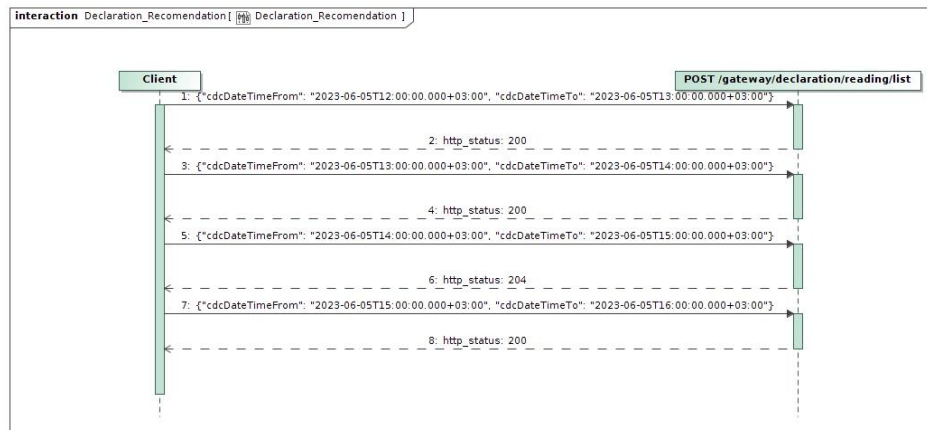 interaction Declaration_Recomendation [ Declaration_Recomendation ]
Client
POST /gateway/declaration/reading/list
1: {"cdcDateTimeFrom": "2023-06-05T12:00:00.000+03:00", "cdcDateTimeTo": "2023-06-05T13:00:00.000+03:00"}
2: http_status: 200
3: {"cdcDateTimeFrom": "2023-06-05T13:00:00.000+03:00", "cdcDateTimeTo": "2023-06-05T14:00:00.000+03:00"}
4: http_status: 200
5: {"cdcDateTimeFrom": "2023-06-05T14:00:00.000+03:00", "cdcDateTimeTo": "2023-06-05T15:00:00.000+03:00"}
6: http_status: 204
7: {"cdcDateTimeFrom": "2023-06-05T15:00:00.000+03:00", "cdcDateTimeTo": "2023-06-05T16:00:00.000+03:00"}
8: http_status: 200